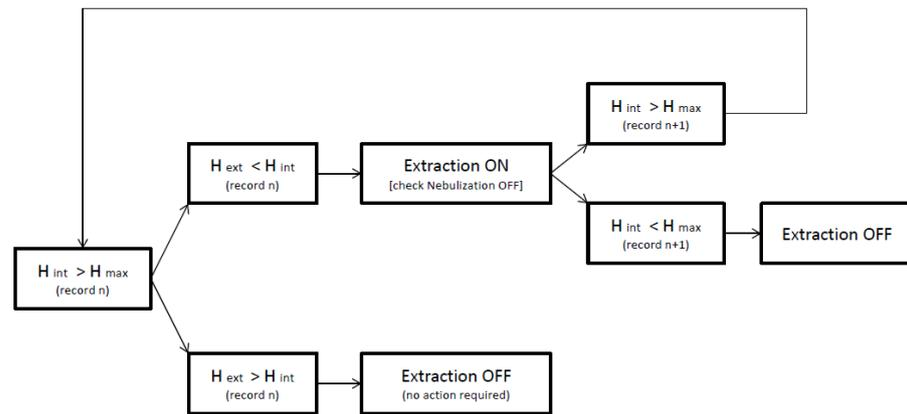 H int > H max
(record n)
H ext < H int
(record n)
Extraction ON
[check Nebulization OFF]
H int > H max
(record n+1)
H int < H max
(record n+1)
Extraction OFF
H ext > H int
(record n)
Extraction OFF
(no action required)